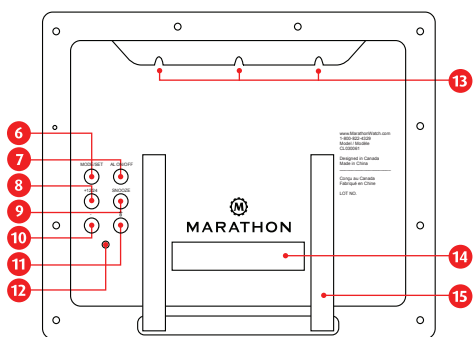 13
6
7
8
9
10
11
12
14
15
MODE/SET
AL ON/OFF
+12/24
SNOOZE
MARATHON
www.MarathonWatch.com
1-800-822-4329
Designed in Canada
Made in China
Conçu au Canada
Fabriqué en Chine
LOT NO.
Model / Modèle